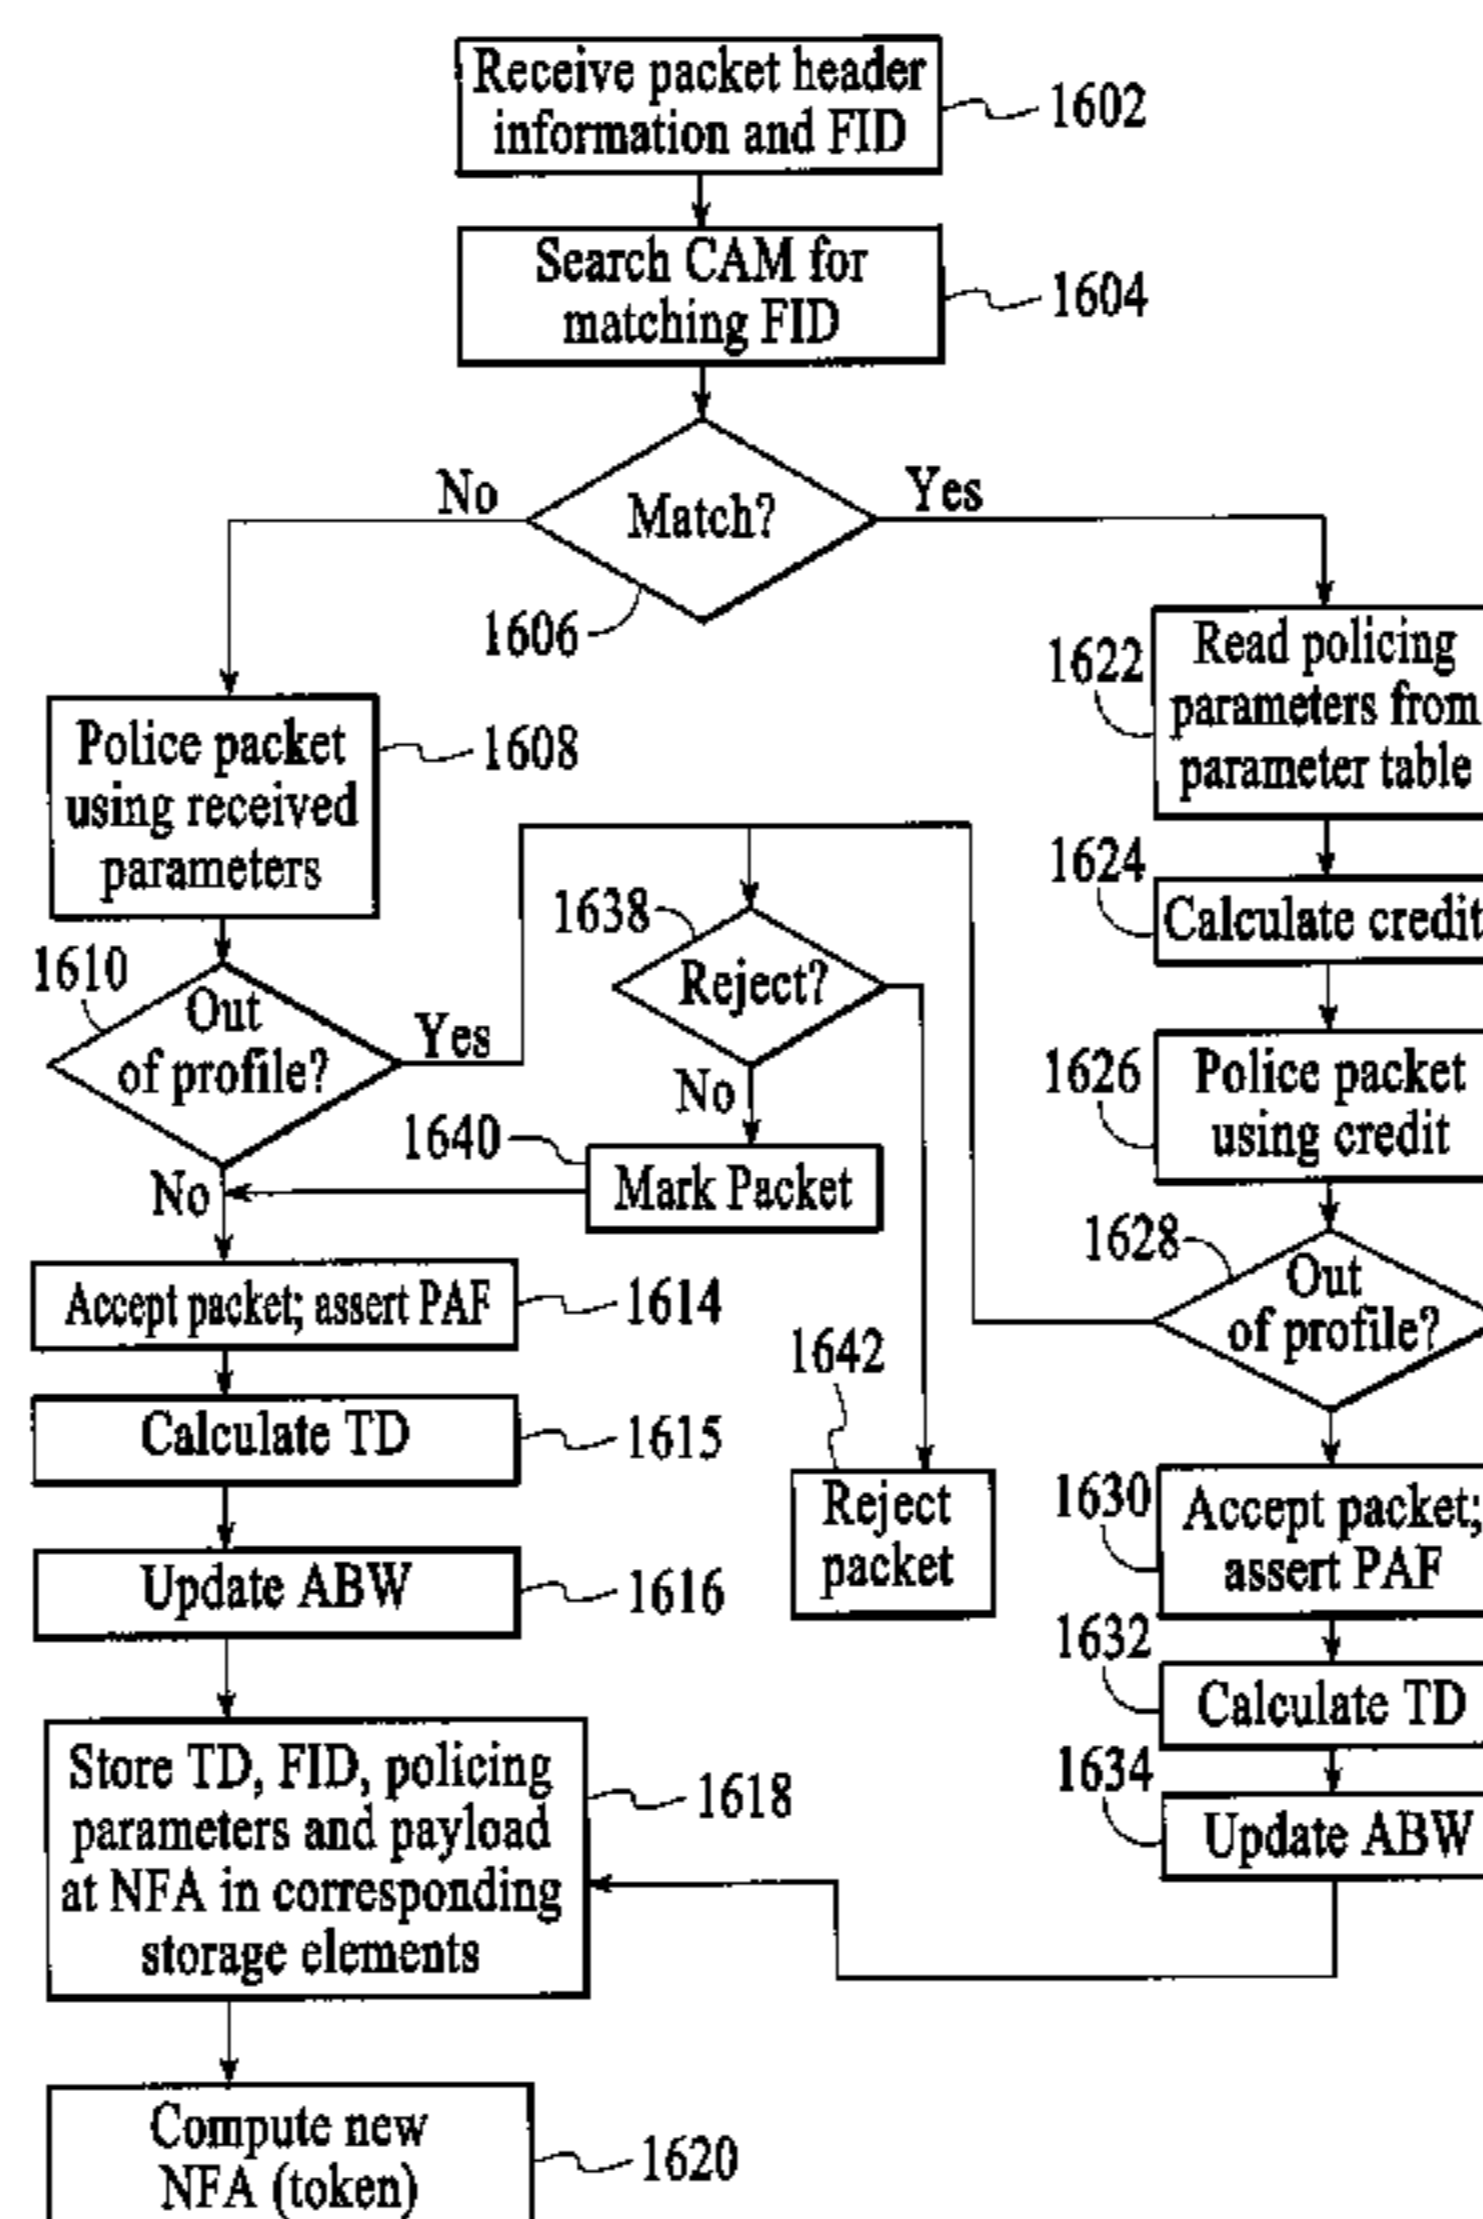 Receive packet header
information and FID
1602
Search CAM for
matching FID
1604
No
Match?
Yes
1606
Police packet
using received
parameters
1608
1622
Read policing
parameters from
parameter table
1624
Calculate credit
1638
Reject?
1610
Out
of profile?
Yes
No
1626
Police packet
using credit
1640
Mark Packet
No
1628
Out
of profile?
Accept packet; assert PAF
1614
1642
Reject
packet
Calculate TD
1615
1630
Accept packet;
assert PAF
Update ABW
1616
1632
Calculate TD
1634
Update ABW
Store TD, FID, policing
parameters and payload
at NFA in corresponding
storage elements
1618
Compute new
NFA (token)
1620